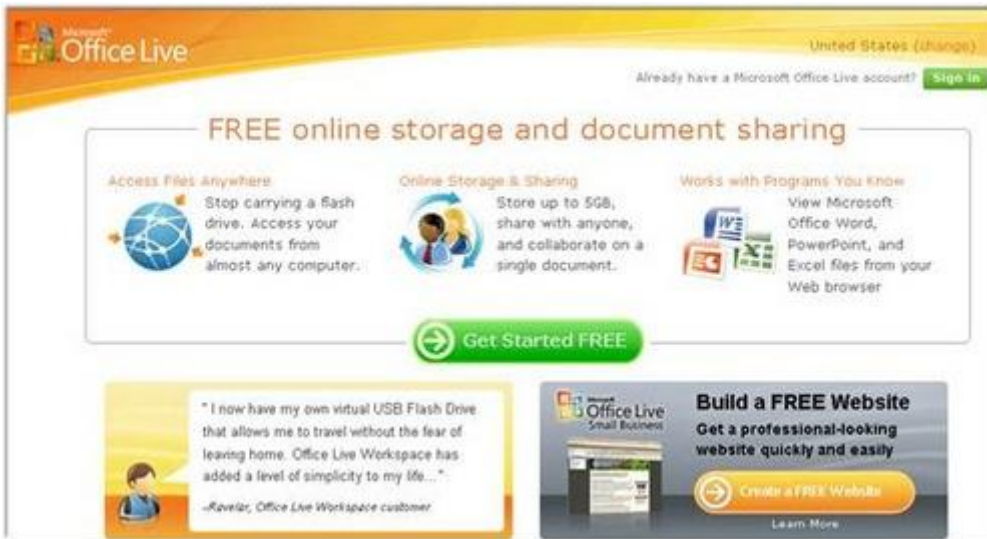 Microsoft®
Office Live
United States (change)
Already have a Microsoft Office Live account? Sign in
FREE online storage and document sharing
Access Files Anywhere
Stop carrying a flash
drive. Access your
documents from
almost any computer.
Online Storage & Sharing
Store up to 5GB,
share with anyone,
and collaborate on a
single document.
Works with Programs You Know
View Microsoft
Office Word,
PowerPoint, and
Excel files from your
Web browser
Get Started FREE
" I now have my own virtual USB Flash Drive
that allows me to travel without the fear of
leaving home. Office Live Workspace has
added a level of simplicity to my life... ".
-Ravelar, Office Live Workspace customer
Microsoft
Office Live
Small Business
Build a FREE Website
Get a professional-looking
website quickly and easily
Create a FREE Website
Learn More